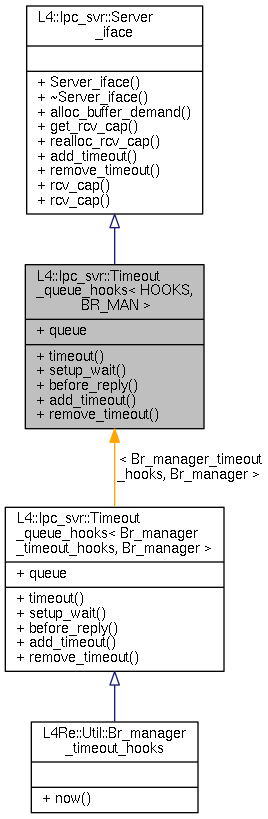 L4::Ipc_svr::Server
_iface
+ Server_iface()
+ ~Server_iface()
+ alloc_buffer_demand()
+ get_rcv_cap()
+ realloc_rcv_cap()
+ add_timeout()
+ remove_timeout()
+ rcv_cap()
+ rcv_cap()
L4::Ipc_svr::Timeout
_queue_hooks< HOOKS,
BR_MAN >
+ queue
+ timeout()
+ setup_wait()
+ before_reply()
+ add_timeout()
+ remove_timeout()
< Br_manager_timeout
_hooks, Br_manager >
L4::Ipc_svr::Timeout
_queue_hooks< Br_manager
_timeout_hooks, Br_manager >
+ queue
+ timeout()
+ setup_wait()
+ before_reply()
+ add_timeout()
+ remove_timeout()
L4Re::Util::Br_manager
_timeout_hooks
+ now()